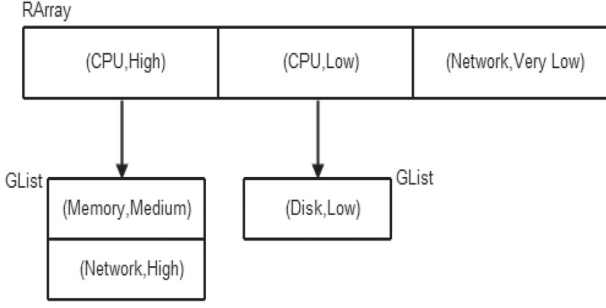 RArray
(CPU,High) (CPU,Low) (Network,Very Low)
GList GList
(Memory,Medium) (Disk,Low)
(Network,High)